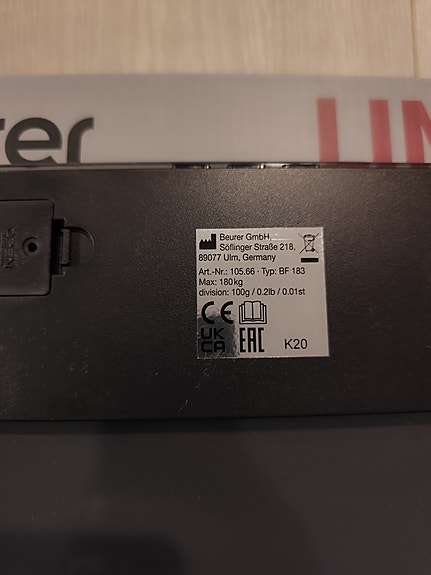 rer
UN
Beurer GmbH,
Söflinger Straße 218,
89077 Ulm, Germany
Art.-Nr.: 105.66 - Typ: BF 183
Max: 180kg
division: 100g / 0.2lb / 0.01st
CE
UK
CA
EAC
K20